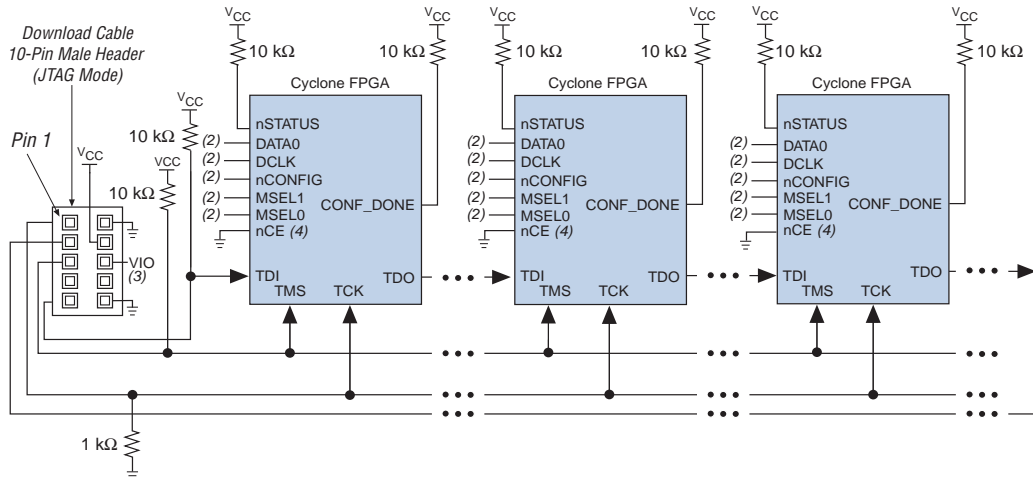 Download Cable
10-Pin Male Header
(JTAG Mode)
Pin 1
VCC
VIO
(3)
VCC
10 kΩ
VCC
10 kΩ
1 kΩ
VCC
10 kΩ
VCC
10 kΩ
Cyclone FPGA
nSTATUS
(2) DATA0
(2) DCLK
(2) nCONFIG
(2) MSEL1
(2) MSEL0
CONF_DONE
nCE (4)
TDI
TDO
TMS
TCK
VCC
10 kΩ
VCC
10 kΩ
Cyclone FPGA
nSTATUS
(2) DATA0
(2) DCLK
(2) nCONFIG
(2) MSEL1
(2) MSEL0
CONF_DONE
nCE (4)
TDI
TDO
TMS
TCK
VCC
10 kΩ
VCC
10 kΩ
Cyclone FPGA
nSTATUS
(2) DATA0
(2) DCLK
(2) nCONFIG
(2) MSEL1
(2) MSEL0
CONF_DONE
nCE (4)
TDI
TDO
TMS
TCK